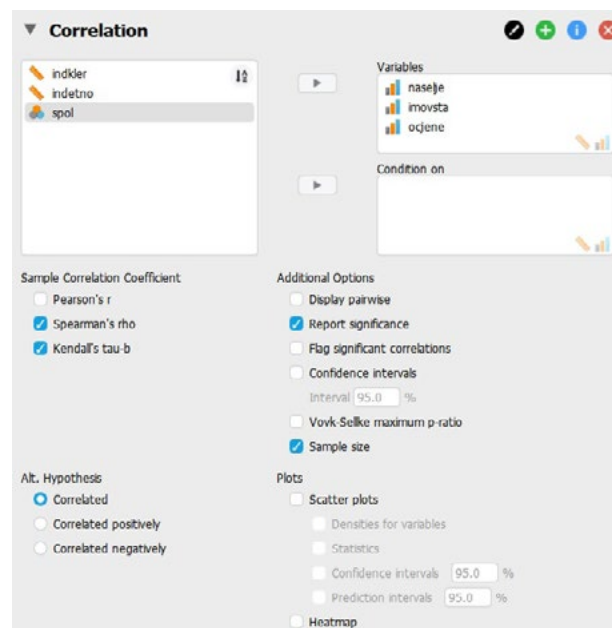 Correlation
indkler
indetno
spol
Variables
naselje
imovsta
ocjene
Condition on
Sample Correlation Coefficient
Pearson's r
Spearman's rho
Kendall's tau-b
Additional Options
Display pairwise
Report significance
Flag significant correlations
Confidence intervals
Interval 95.0 %
Vovk-Sellke maximum p-ratio
Sample size
Alt. Hypothesis
Correlated
Correlated positively
Correlated negatively
Plots
Scatter plots
Densities for variables
Statistics
Confidence intervals 95.0 %
Prediction intervals 95.0 %
Heatmap